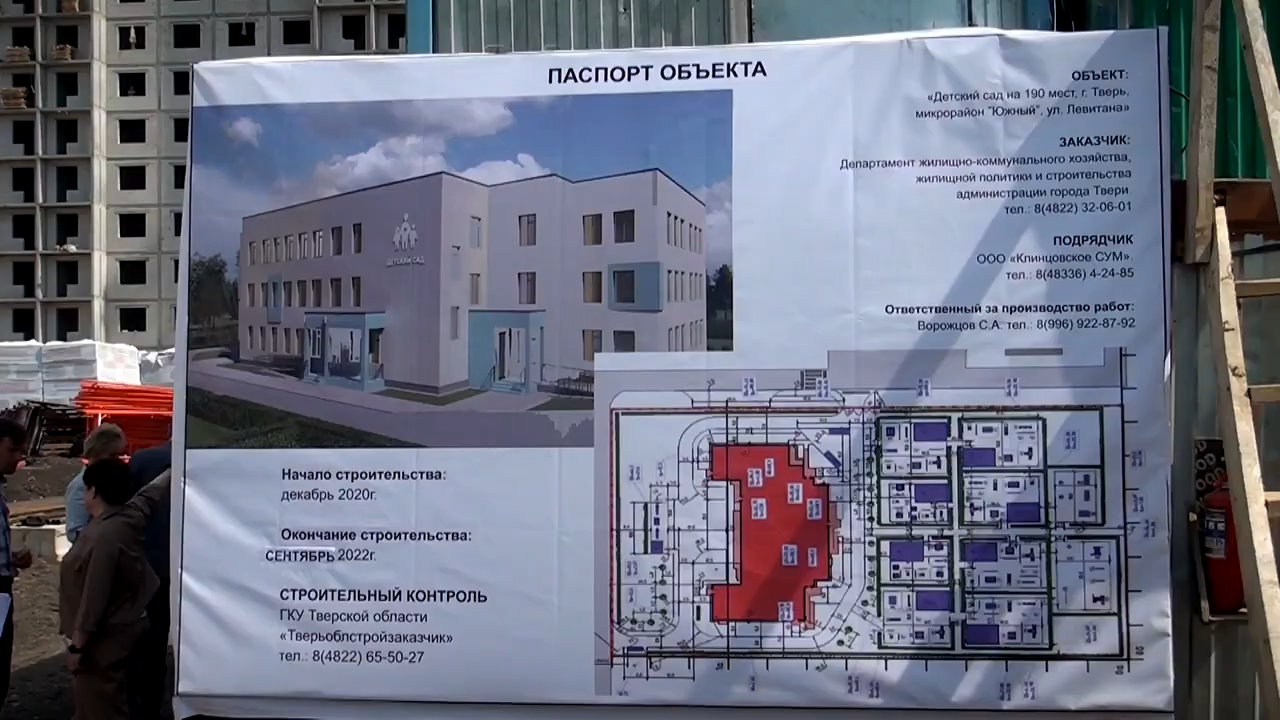 ПАСПОРТ ОБЪЕКТА
ОБЪЕКТ:
«Детский сад на 190 мест, г. Тверь,
микрорайон "Южный", ул. Левитана»
ЗАКАЗЧИК:
Департамент жилищно-коммунального хозяйства,
жилищной политики и строительства
администрации города Твери
тел.: 8(4822) 32-06-01
ПОДРЯДЧИК
ООО «Клинцовское СУМ».
тел.: 8(48336) 4-24-85
Ответственный за производство работ:
Ворожцов С.А. тел.: 8(996) 922-87-92
ДЕТСКИЙ САД
Начало строительства:
декабрь 2020г.
Окончание строительства:
СЕНТЯБРЬ 2022г.
СТРОИТЕЛЬНЫЙ КОНТРОЛЬ
ГКУ Тверской области
«Тверьоблстройзаказчик»
тел.: 8(4822) 65-50-27